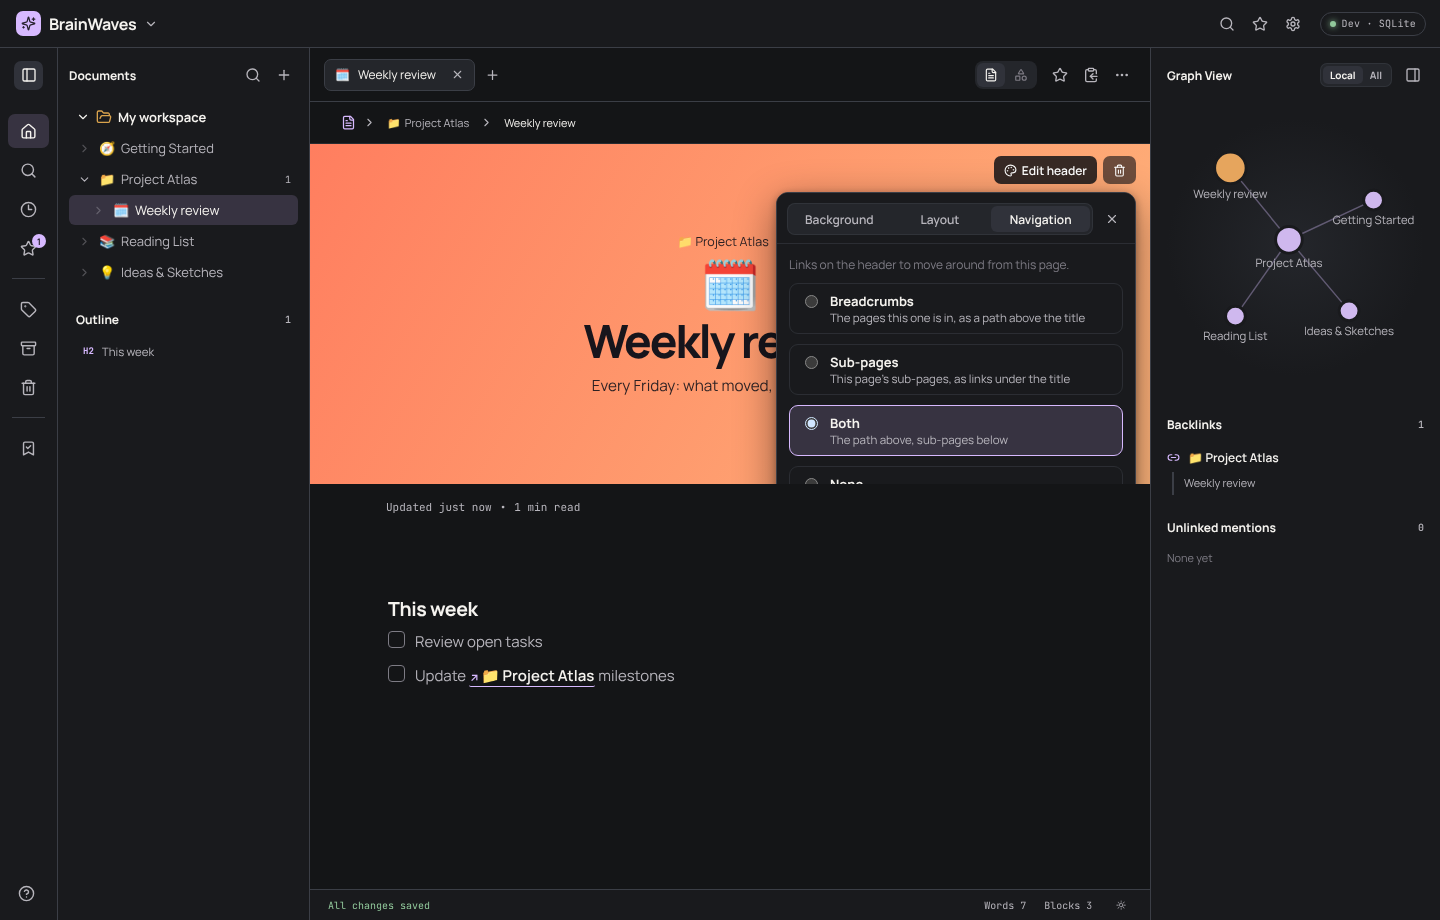 BrainWaves
Dev · SQLite
Documents
My workspace
Getting Started
Project Atlas 1
Weekly review
Reading List
Ideas & Sketches
1
Outline 1
H2 This week
Weekly review
Project Atlas
Weekly review
Edit header
Project Atlas
Weekly re
Every Friday: what moved,
Background Layout Navigation
Links on the header to move around from this page.
Breadcrumbs
The pages this one is in, as a path above the title
Sub-pages
This page's sub-pages, as links under the title
Both
The path above, sub-pages below
None
Updated just now • 1 min read
This week
Review open tasks
Update Project Atlas milestones
All changes saved
Words 7 Blocks 3
Graph View
Local All
Weekly review
Getting Started
Project Atlas
Reading List
Ideas & Sketches
Backlinks 1
Project Atlas
Weekly review
Unlinked mentions 0
None yet